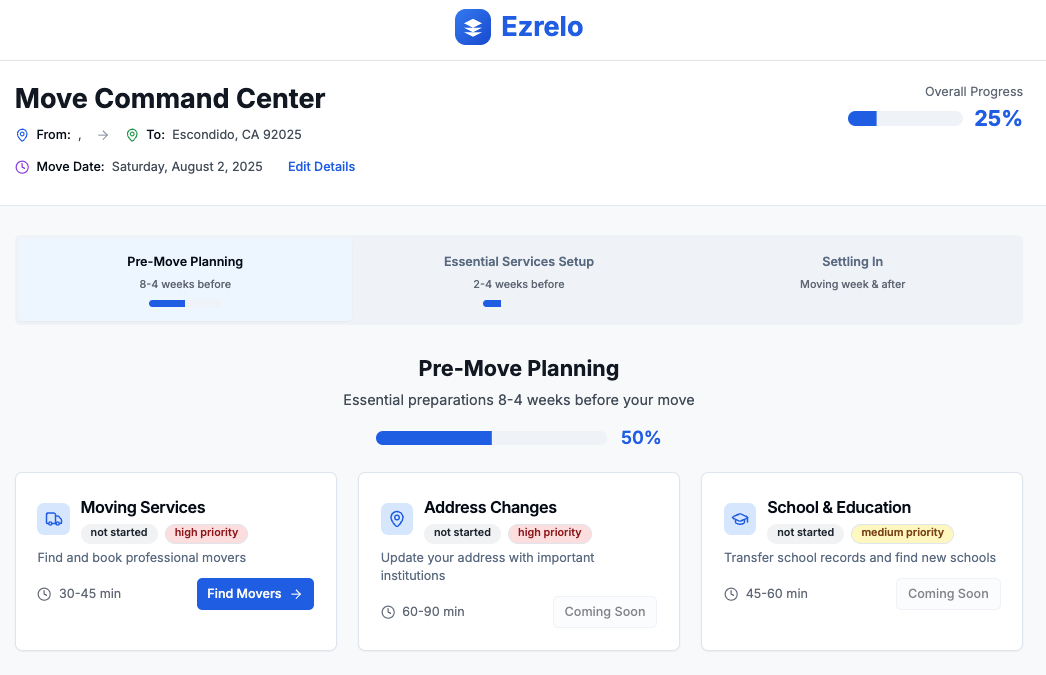 Ezrelo
Move Command Center
Overall Progress
From: , → To: Escondido, CA 92025
25%
Move Date: Saturday, August 2, 2025 Edit Details
Pre-Move Planning
8-4 weeks before
Essential Services Setup
2-4 weeks before
Settling In
Moving week & after
Pre-Move Planning
Essential preparations 8-4 weeks before your move
50%
Moving Services
not started high priority
Find and book professional movers
30-45 min Find Movers →
Address Changes
not started high priority
Update your address with important
institutions
60-90 min Coming Soon
School & Education
not started medium priority
Transfer school records and find new schools
45-60 min Coming Soon